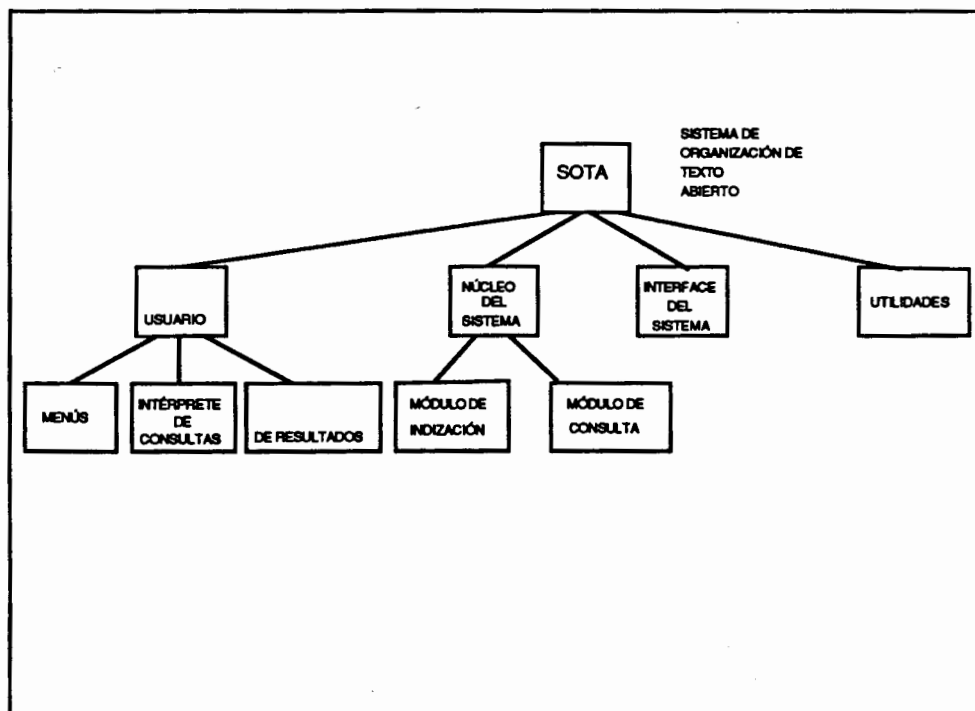 SOTA
SISTEMA DE
ORGANIZACIÓN DE
TEXTO
ABIERTO
USUARIO
NÚCLEO
DEL
SISTEMA
INTERFACE
DEL
SISTEMA
UTILIDADES
MENÚS
INTÉRPRETE
DE
CONSULTAS
DE RESULTADOS
MÓDULO DE
INDIZACIÓN
MÓDULO DE
CONSULTA